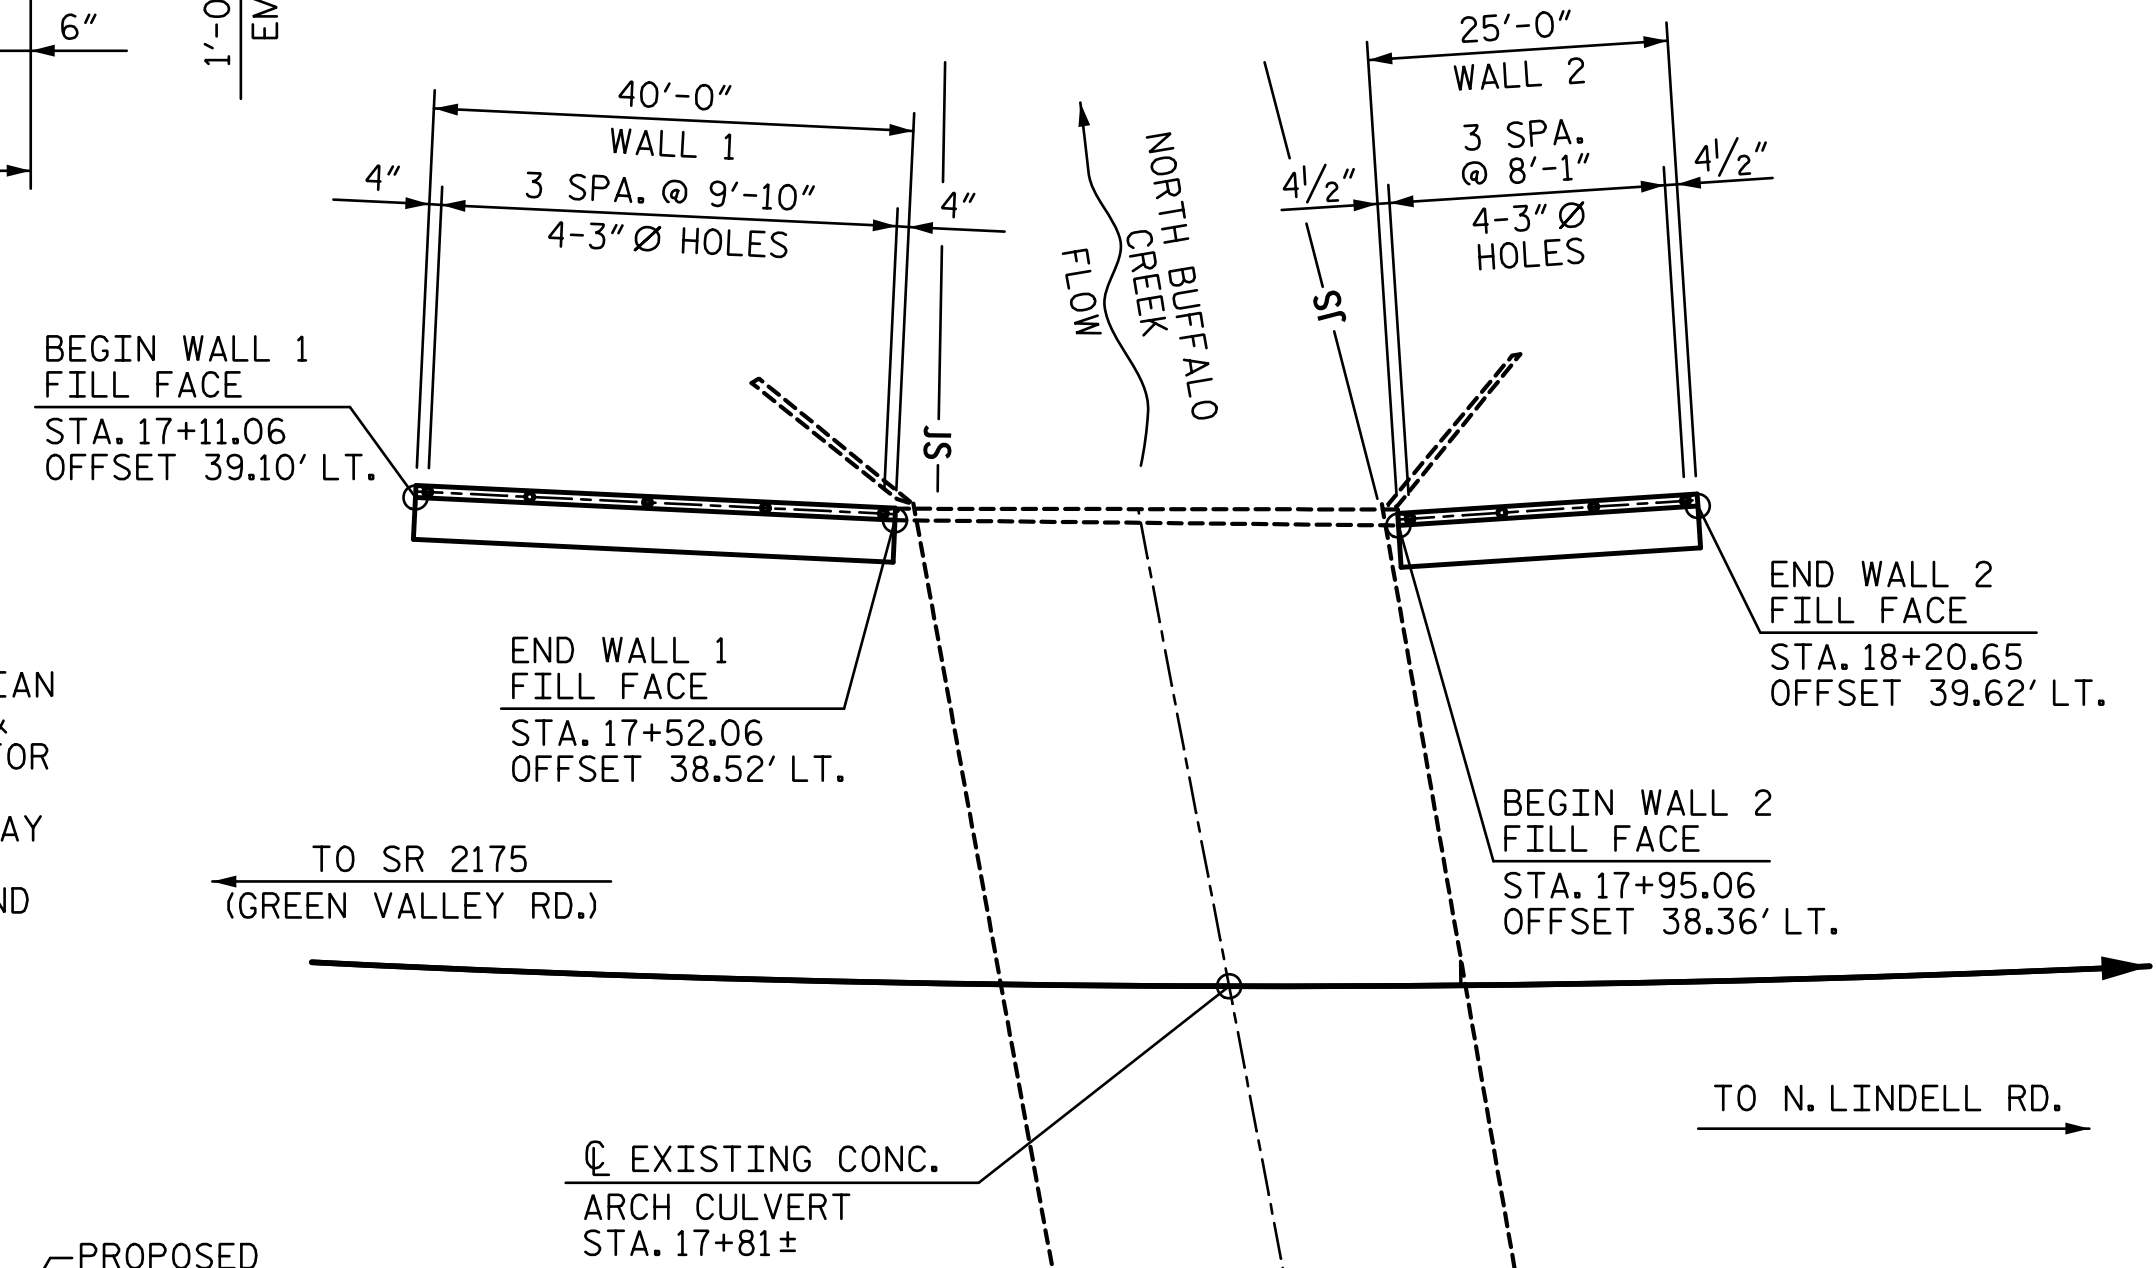 6"
1'-0
EM
40'-0"
WALL 1
4"
3 SPA. @ 9'-10"
4"
4-3" Ø HOLES
25'-0"
WALL 2
3 SPA.
@ 8'-1"
4½"
4½"
4-3" Ø
HOLES
NORTH BUFFALO
CREEK
FLOW
JS
JS
BEGIN WALL 1
FILL FACE
STA. 17+11.06
OFFSET 39.10' LT.
END WALL 1
FILL FACE
STA. 17+52.06
OFFSET 38.52' LT.
END WALL 2
FILL FACE
STA. 18+20.65
OFFSET 39.62' LT.
BEGIN WALL 2
FILL FACE
STA. 17+95.06
OFFSET 38.36' LT.
IAN
&
TOR
AY
ND
TO SR 2175
(GREEN VALLEY RD.)
TO N. LINDELL RD.
℄ EXISTING CONC.
ARCH CULVERT
STA. 17+81±
PROPOSED